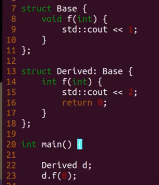 7 struct Base {
8 void f(int) {
9 std::cout << 1;
10 }
11 };
12
13 struct Derived: Base {
14 int f(int) {
15 std::cout << 2;
16 return 0;
17 }
18 };
19
20 int main() {
21
22 Derived d;
23 d.f(0);